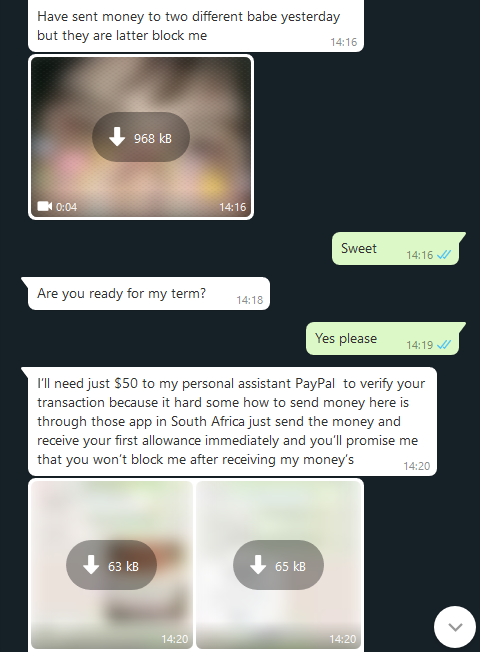 Have sent money to two different babe yesterday
but they are latter block me
14:16
968 kB
0:04
14:16
Sweet
14:16
Are you ready for my term?
14:18
Yes please
14:19
I'll need just $50 to my personal assistant PayPal  to verify your
transaction because it hard some how to send money here is
through those app in South Africa just send the money and
receive your first allowance immediately and you'll promise me
that you won't block me after receiving my money's
14:20
63 kB
65 kB
14:20
14:20